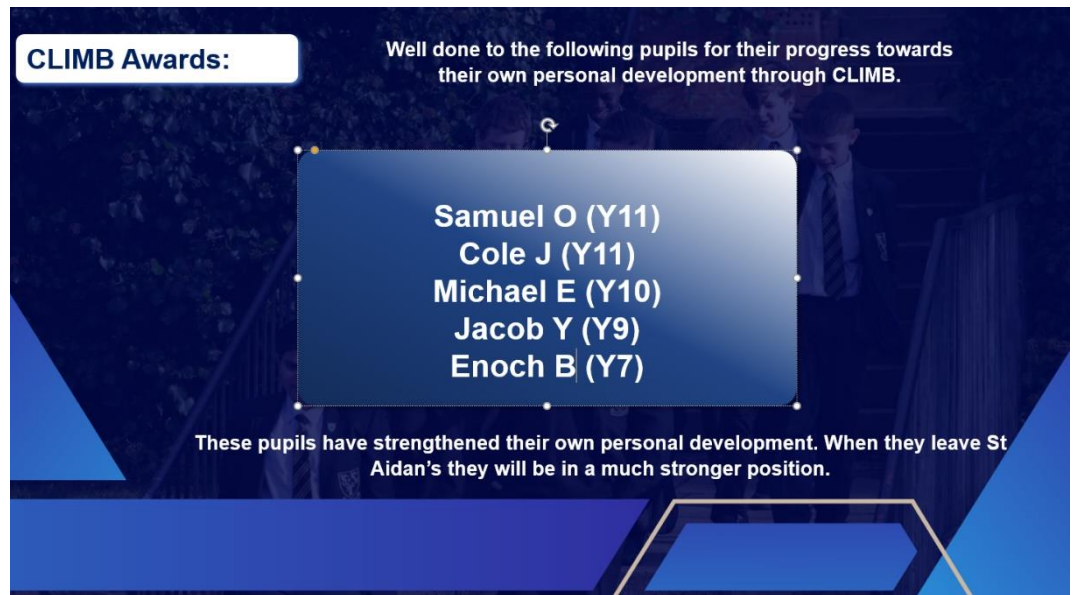 CLIMB Awards:
Well done to the following pupils for their progress towards
their own personal development through CLIMB.
Samuel O (Y11)
Cole J (Y11)
Michael E (Y10)
Jacob Y (Y9)
Enoch B (Y7)
These pupils have strengthened their own personal development. When they leave St
Aidan’s they will be in a much stronger position.